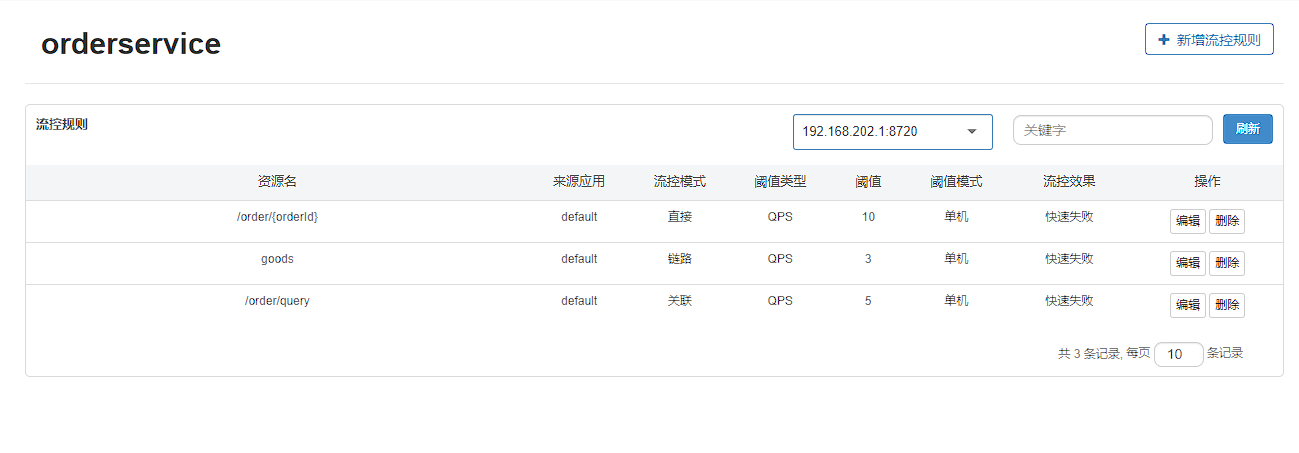 orderservice
+ 新增流控规则
流控规则
192.168.202.1:8720
关键字
刷新
资源名 来源应用 流控模式 阈值类型 阈值 阈值模式 流控效果 操作
/order/{orderId} default 直接 QPS 10 单机 快速失败 编辑 删除
goods default 链路 QPS 3 单机 快速失败 编辑 删除
/order/query default 关联 QPS 5 单机 快速失败 编辑 删除
共 3 条记录, 每页 10 条记录